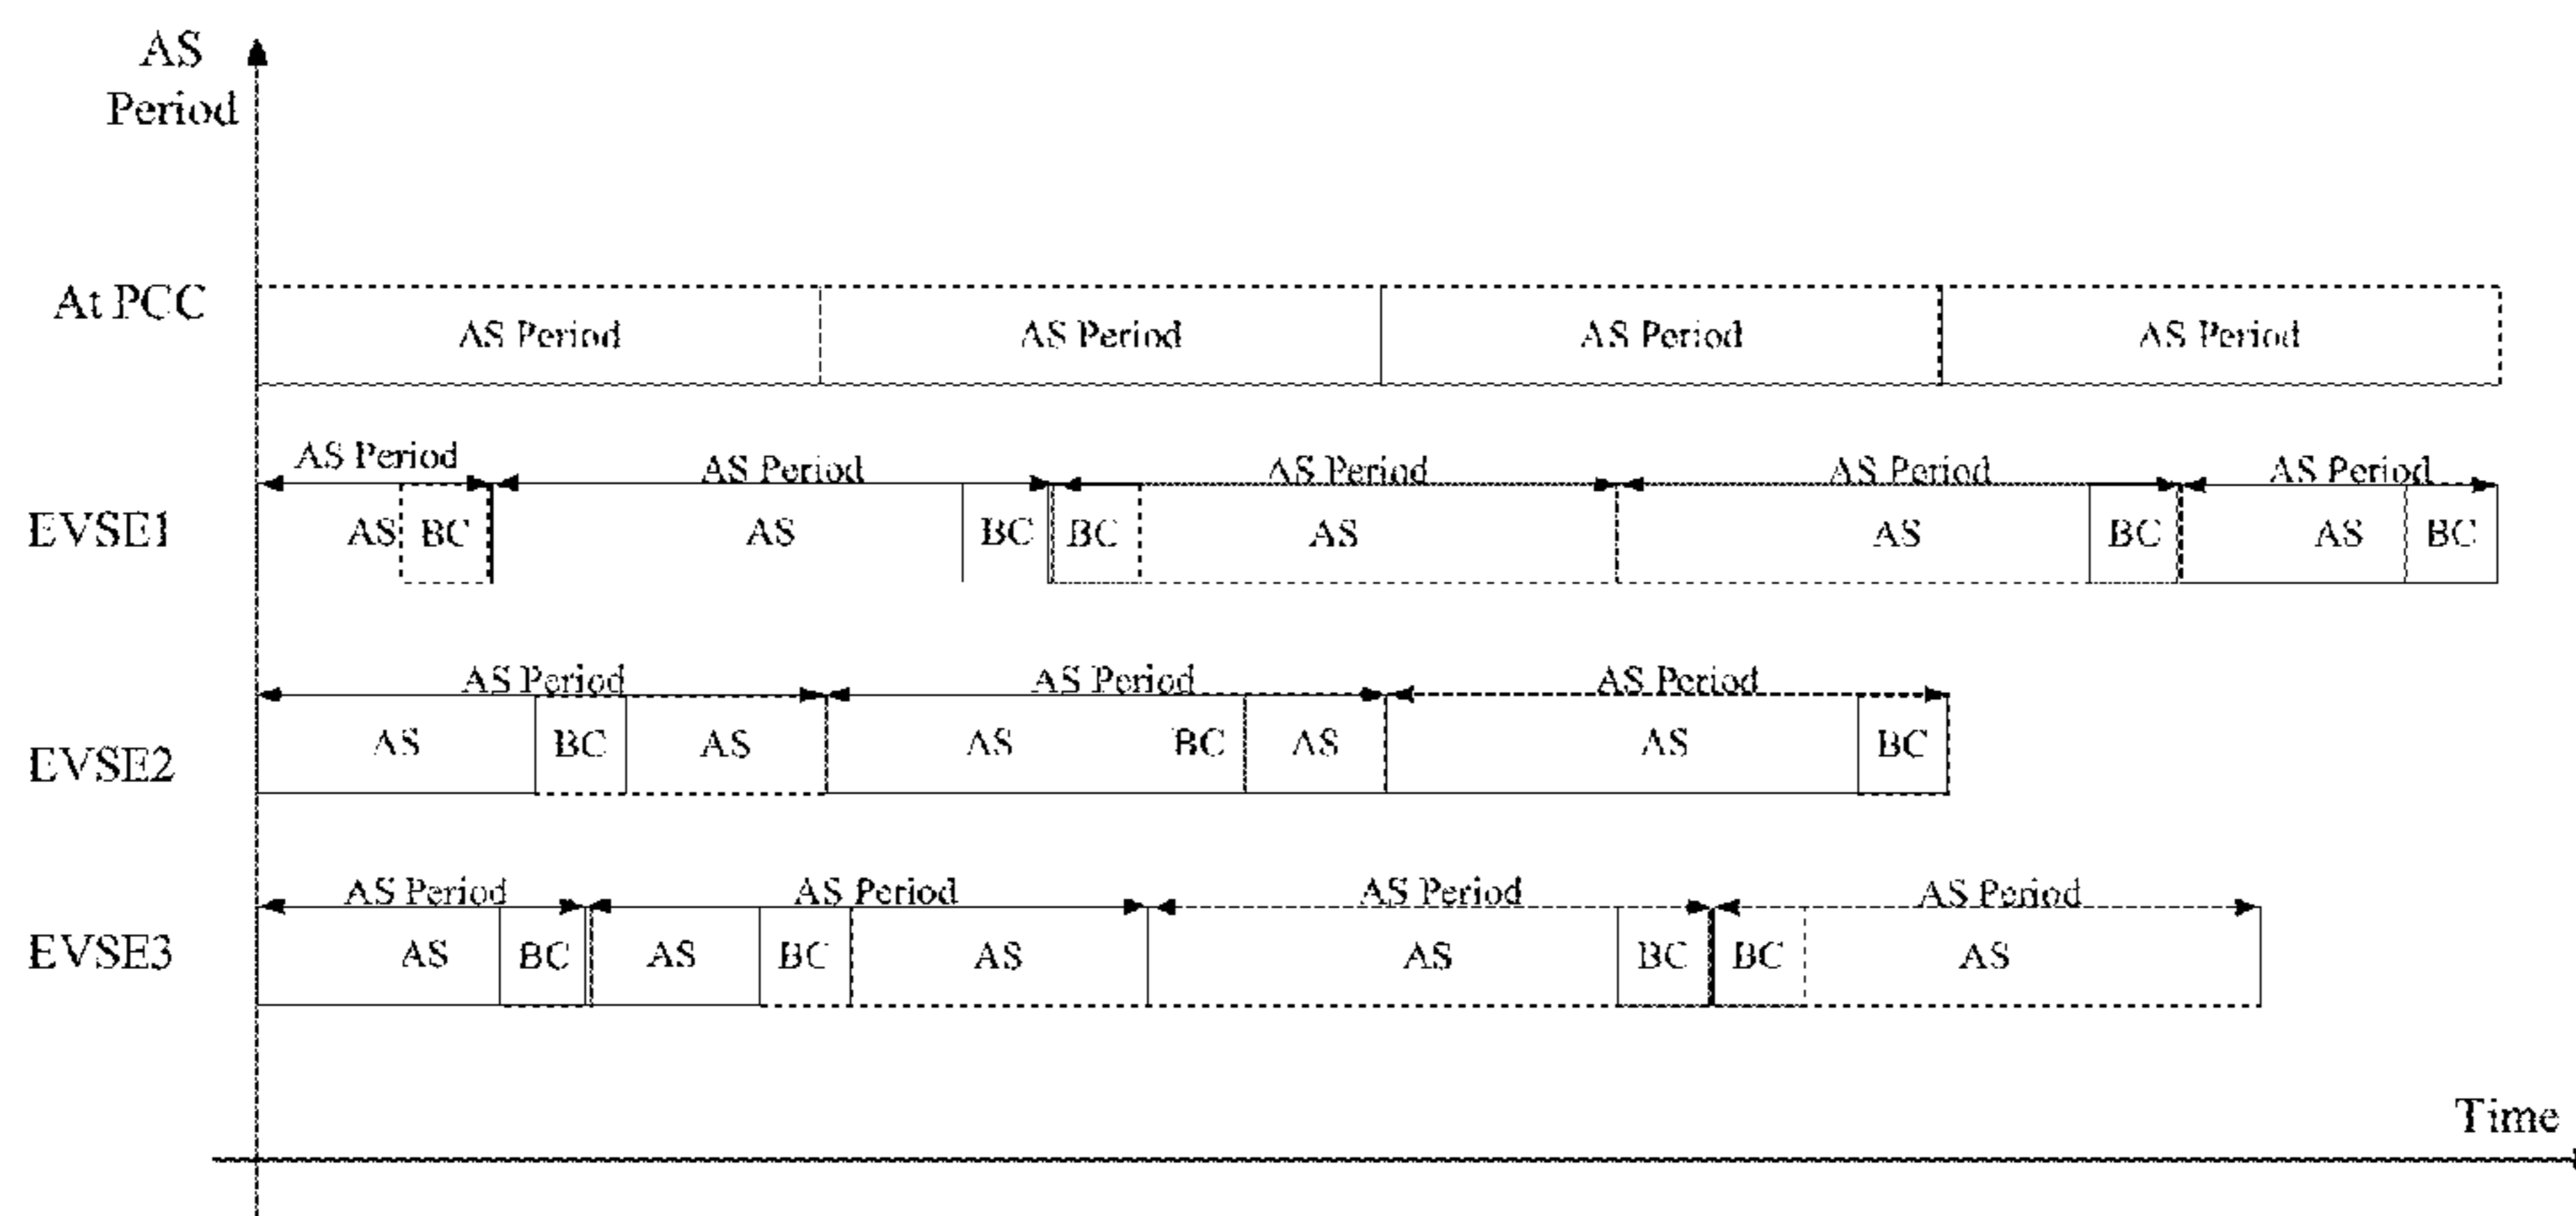 AS
Period
At PCC
AS Period AS Period AS Period AS Period
AS Period AS Period AS Period AS Period AS Period
EVSE1
AS BC AS BC BC AS AS BC AS BC
AS Period AS Period AS Period
EVSE2
AS BC AS AS BC AS AS BC
AS Period AS Period AS Period AS Period
EVSE3
AS BC AS BC AS AS BC BC AS
Time